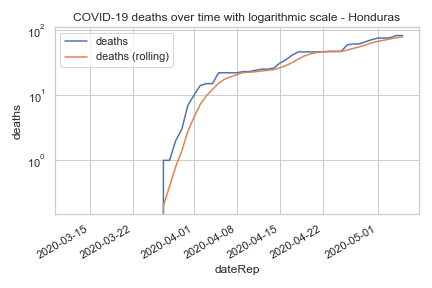 COVID-19 deaths over time with logarithmic scale - Honduras
deaths
deaths (rolling)
10²
10¹
10⁰
deaths
2020-03-15
2020-03-22
2020-04-01
2020-04-08
2020-04-15
2020-04-22
2020-05-01
dateRep